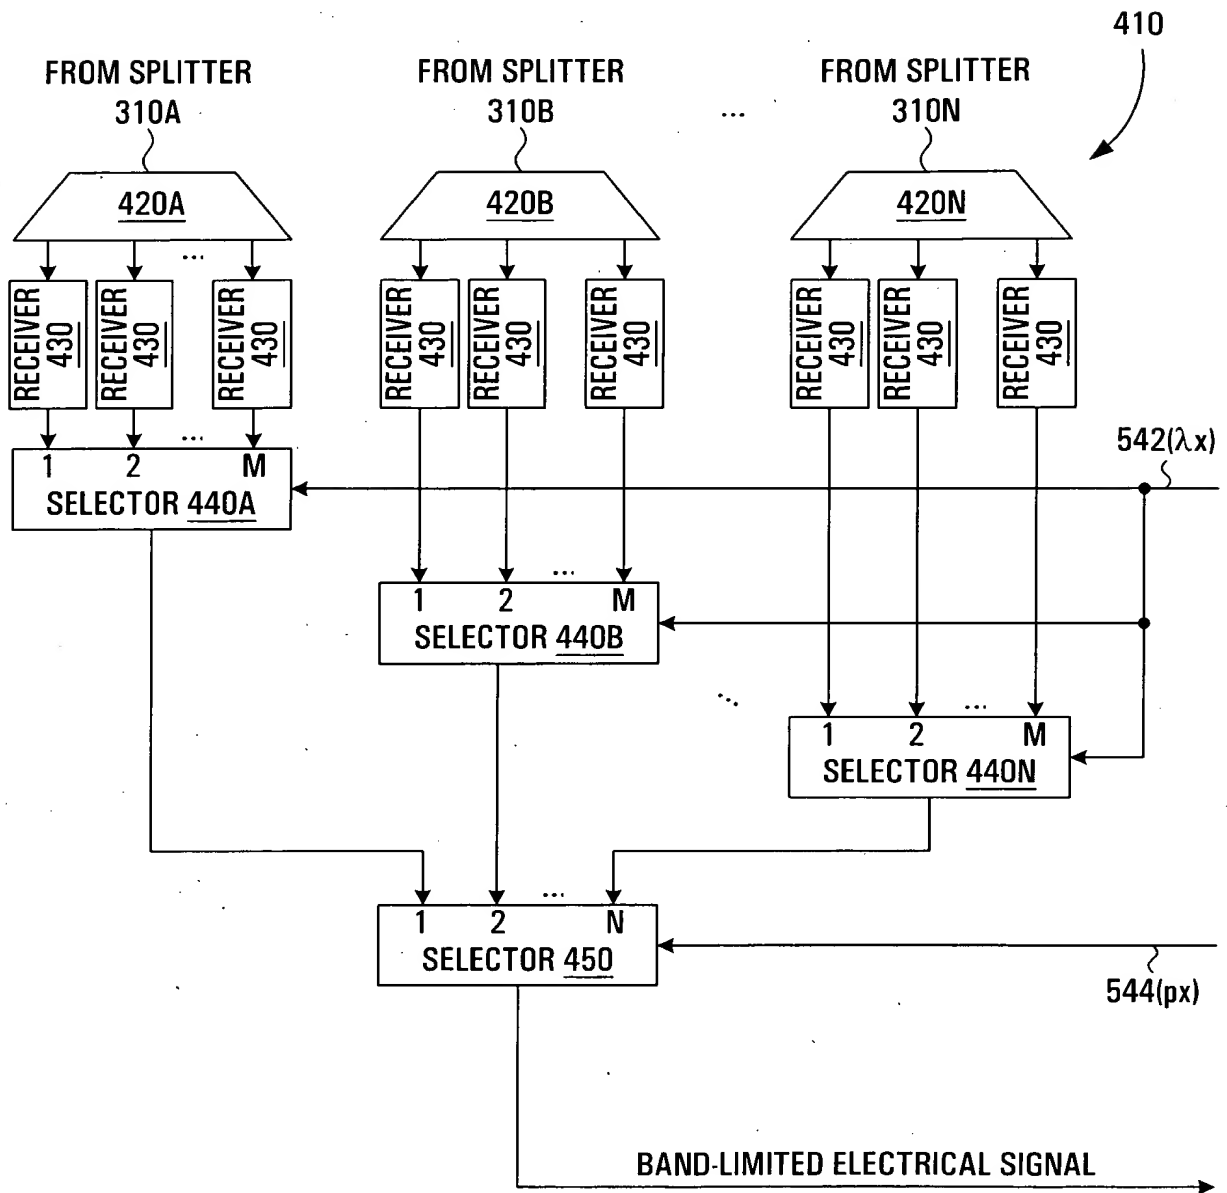 410
FROM SPLITTER
310A
FROM SPLITTER
310B
...
FROM SPLITTER
310N
420A
420B
420N
...
RECEIVER 430
RECEIVER 430
RECEIVER 430
RECEIVER 430
RECEIVER 430
RECEIVER 430
RECEIVER 430
RECEIVER 430
RECEIVER 430
...
1 2 M
SELECTOR 440A
542(λx)
...
1 2 M
SELECTOR 440B
...
...
1 2 M
SELECTOR 440N
...
1 2 N
SELECTOR 450
544(px)
BAND-LIMITED ELECTRICAL SIGNAL